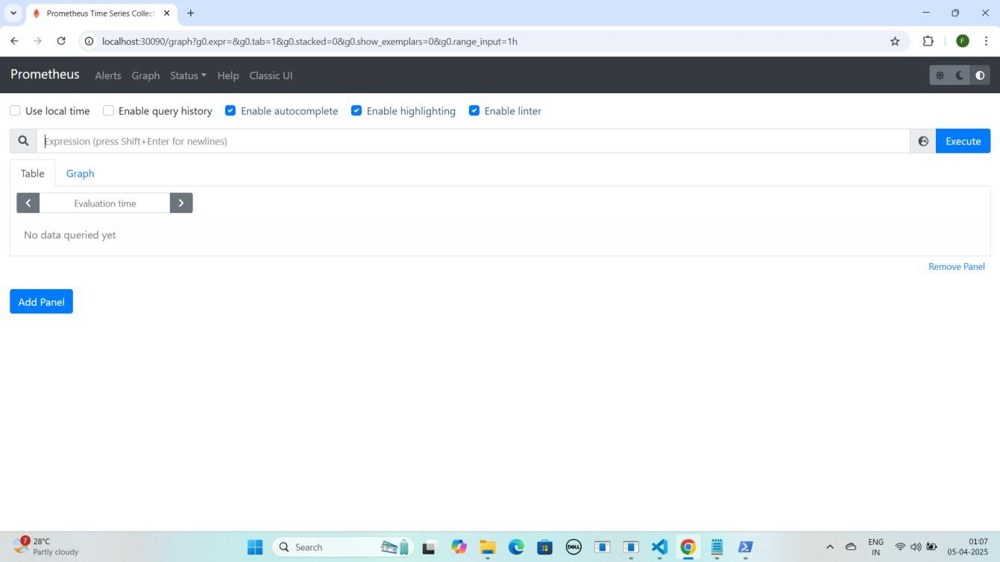 Prometheus Time Series Collect
localhost:30090/graph?g0.expr=&g0.tab=1&g0.stacked=0&g0.show_exemplars=0&g0.range_input=1h
F
Prometheus Alerts Graph Status Help Classic UI
Use local time Enable query history Enable autocomplete Enable highlighting Enable linter
Expression (press Shift+Enter for newlines) Execute
Table Graph
Evaluation time
No data queried yet
Remove Panel
Add Panel
7 28°C
Partly cloudy
Search
DELL
ENG
IN
01:07
05-04-2025